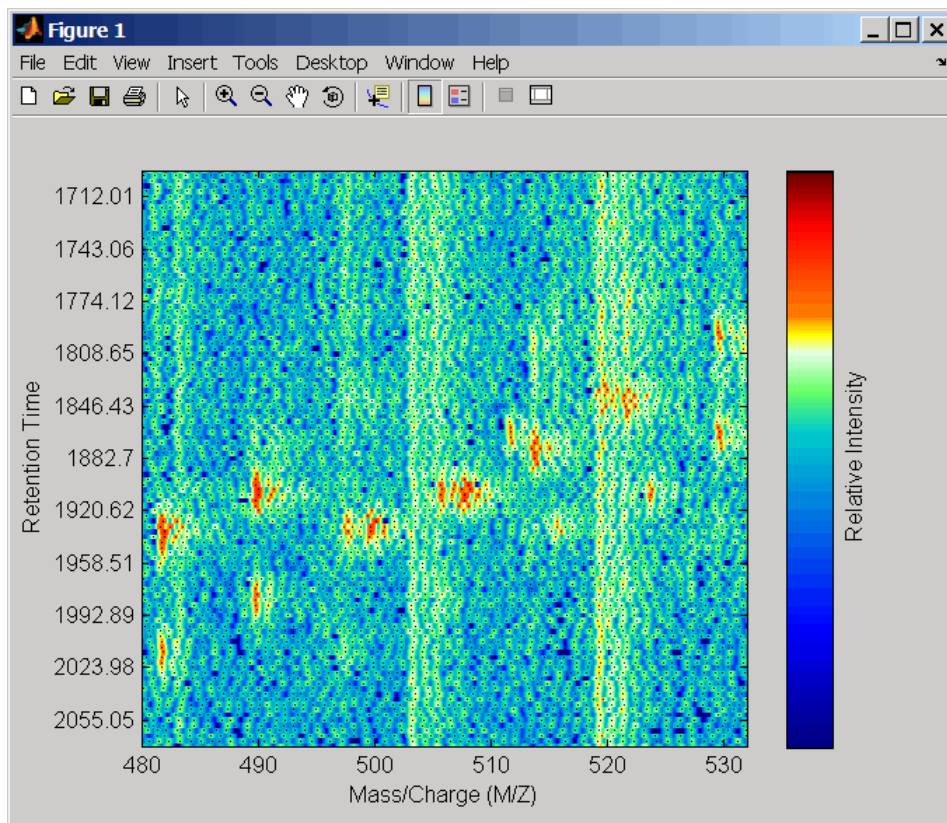 Figure 1
File Edit View Insert Tools Desktop Window Help
1712.01
1743.06
1774.12
1808.65
1846.43
1882.7
1920.62
1958.51
1992.89
2023.98
2055.05
Retention Time
480 490 500 510 520 530
Mass/Charge (M/Z)
Relative Intensity